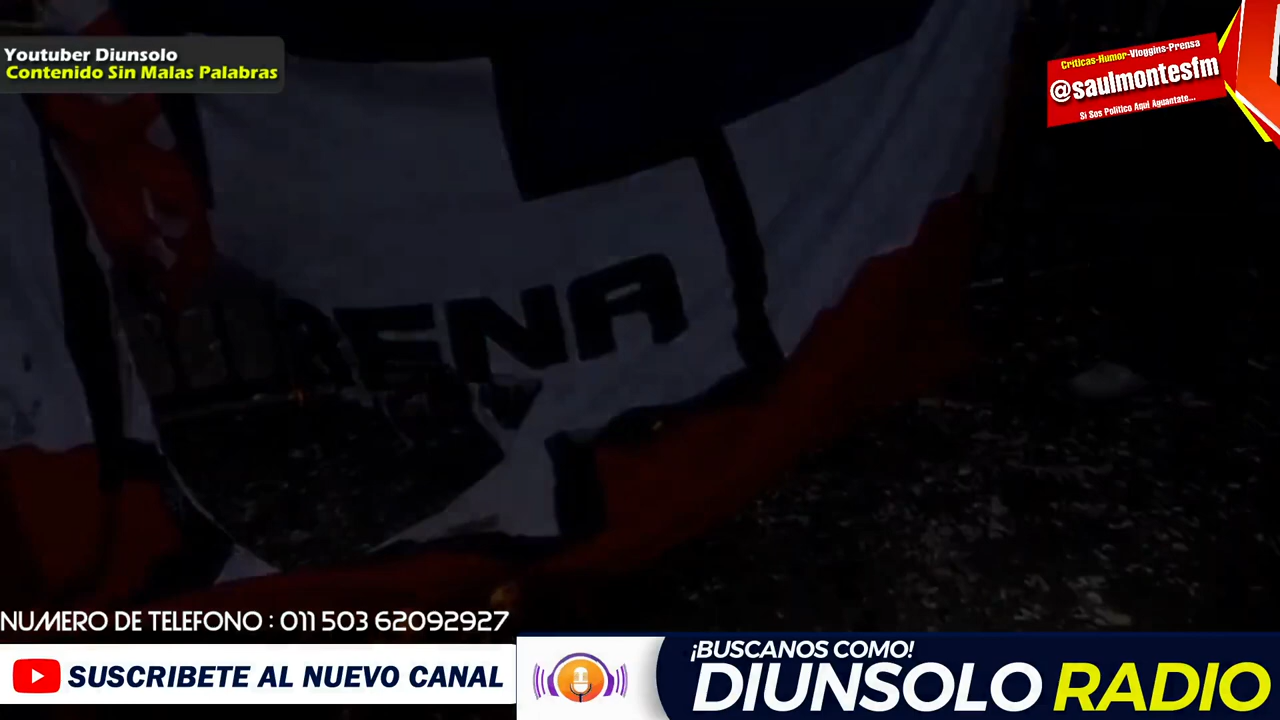 Youtuber Diunsolo
Contenido Sin Malas Palabras
Criticas-Humor-Vloggins-Prensa
@saulmontesfm
Si Sos Politico Aqui Aguantate...
ARENA
NUMERO DE TELEFONO : 011 503 62092927
SUSCRIBETE AL NUEVO CANAL
¡BUSCANOS COMO!
DIUNSOLO RADIO